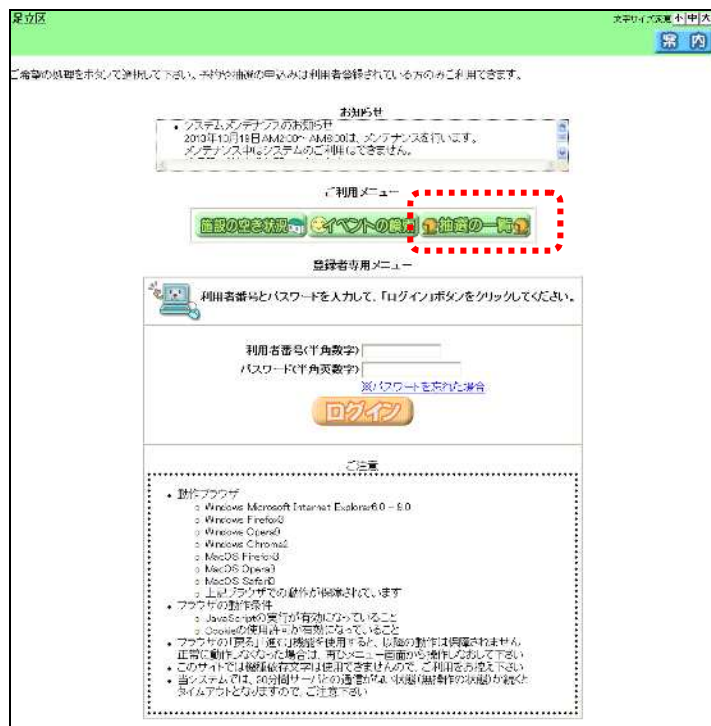 足立区
文字サイズ変更 小 中 大
案 内
ご希望の処理をボタンで選択して下さい。予約や抽選の申込みは利用者登録されている方のみご利用できます。
お知らせ
• システムメンテナンスのお知らせ
2010年10月19日AM2:00～AM6:00は、メンテナンスを行います。
メンテナンス中はシステムのご利用はできません。
ご利用メニュー
施設の空き状況 イベントの検索 抽選の一覧
登録者専用メニュー
利用者番号とパスワードを入力して、「ログイン」ボタンをクリックしてください。
利用者番号(半角数字)
パスワード(半角英数字)
※パスワードを忘れた場合
ログイン
ご注意
• 動作ブラウザ
o Windows Microsoft Internet Explorer6.0 – 8.0
o Windows Firefox3
o Windows Opera9
o Windows Chrome2
o MacOS Firefox3
o MacOS Opera9
o MacOS Safari3
o 上記ブラウザでの動作が保障されています
• ブラウザの動作条件
o JavaScriptの実行が有効になっていること
o Cookieの使用許可が有効になっていること
• ブラウザの「戻る」「進む」機能を使用すると、以降の動作は保障されません
正常に動作しなくなった場合は、再びメニュー画面から操作しなおして下さい
• このサイトでは機種依存文字は使用できませんので、ご利用をお控え下さい
• 当システムでは、30分間サーバとの通信がない状態(無操作の状態)が続くと
タイムアウトとなりますので、ご注意下さい